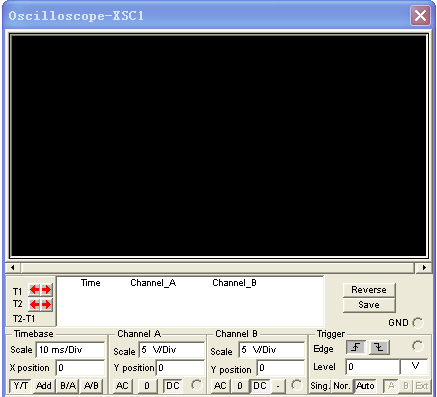 Oscilloscope-XSC1
Time Channel_A Channel_B
T1
T2
T2-T1
Reverse
Save
GND
Timebase Channel A Channel B Trigger
Scale 10 ms/Div Scale 5 V/Div Scale 5 V/Div Edge
X position 0 Y position 0 Y position 0 Level 0 V
Y/T Add B/A A/B AC 0 DC AC 0 DC - Sing. Nor. Auto A B Ext